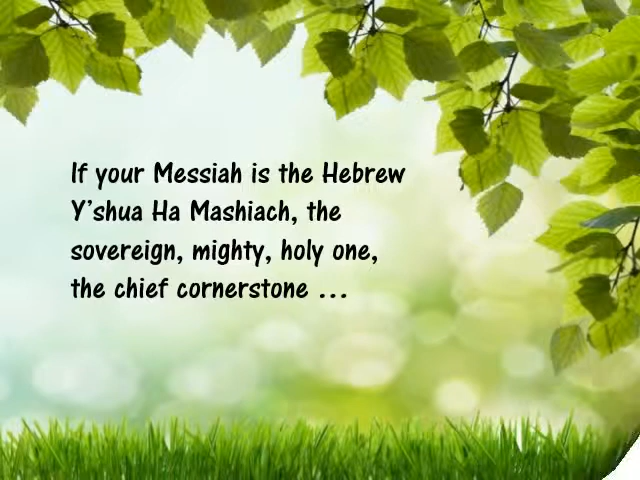 If your Messiah is the Hebrew
Y'shua Ha Mashiach, the
sovereign, mighty, holy one,
the chief cornerstone ...